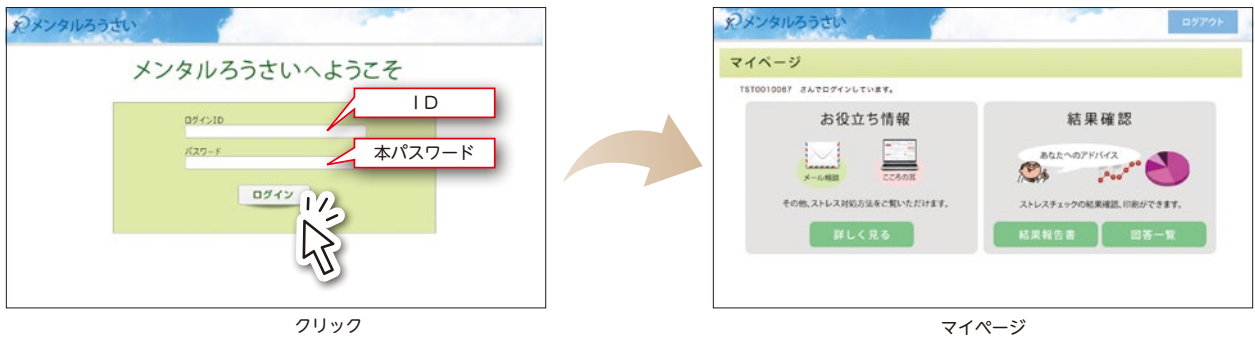 メンタルろうさい
メンタルろうさいへようこそ
ログインID
ID
パスワード
本パスワード
ログイン
クリック
メンタルろうさい
ログアウト
マイページ
TST0010067 さんでログインしています。
お役立ち情報
メール相談
こころの耳
その他、ストレス対処方法をご覧いただけます。
詳しく見る
結果確認
あなたへのアドバイス
ストレスチェックの結果確認、印刷ができます。
結果報告書
回答一覧
マイページ